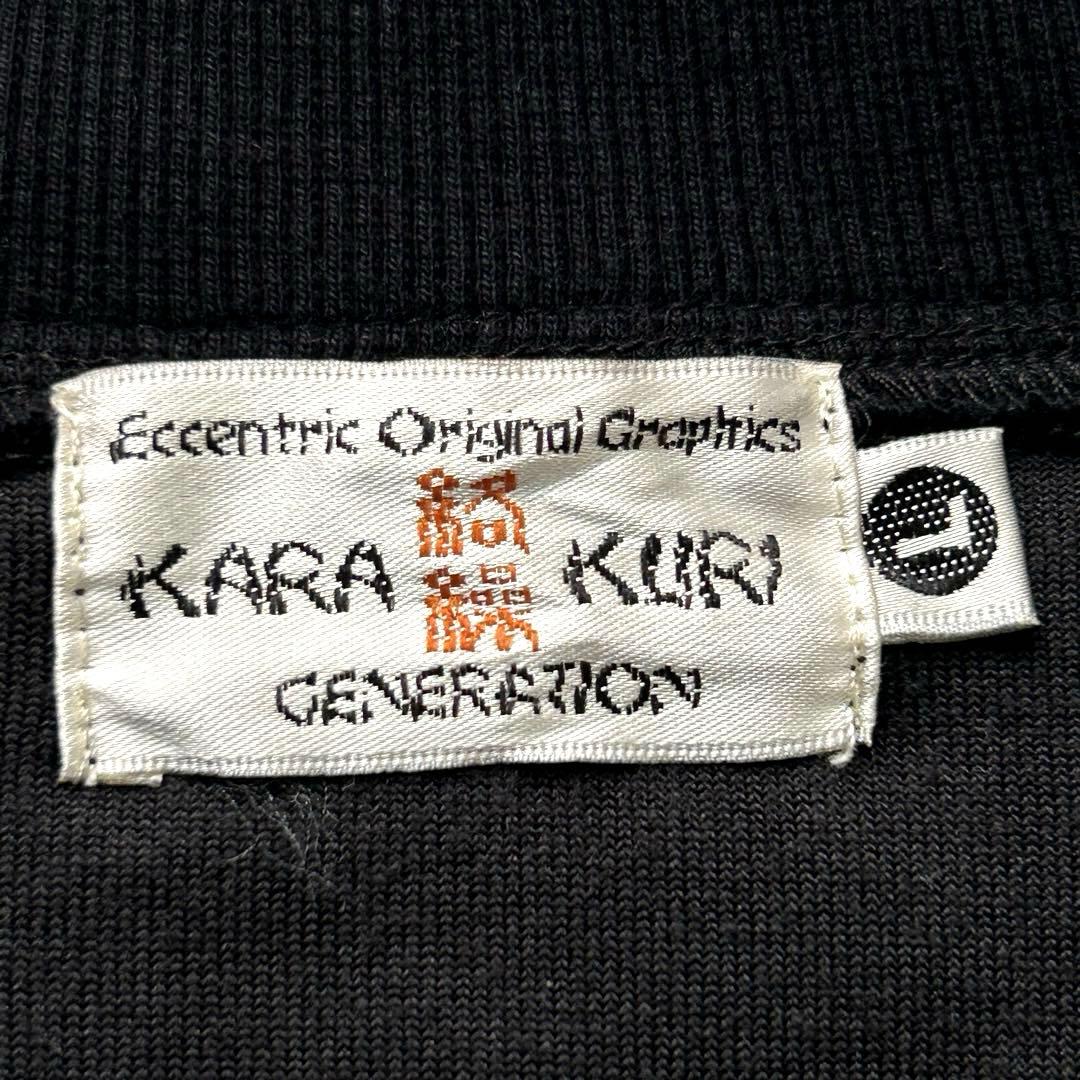 Eccentric Original Graphics
KARA 絡繰 KURI
GENERATION
L